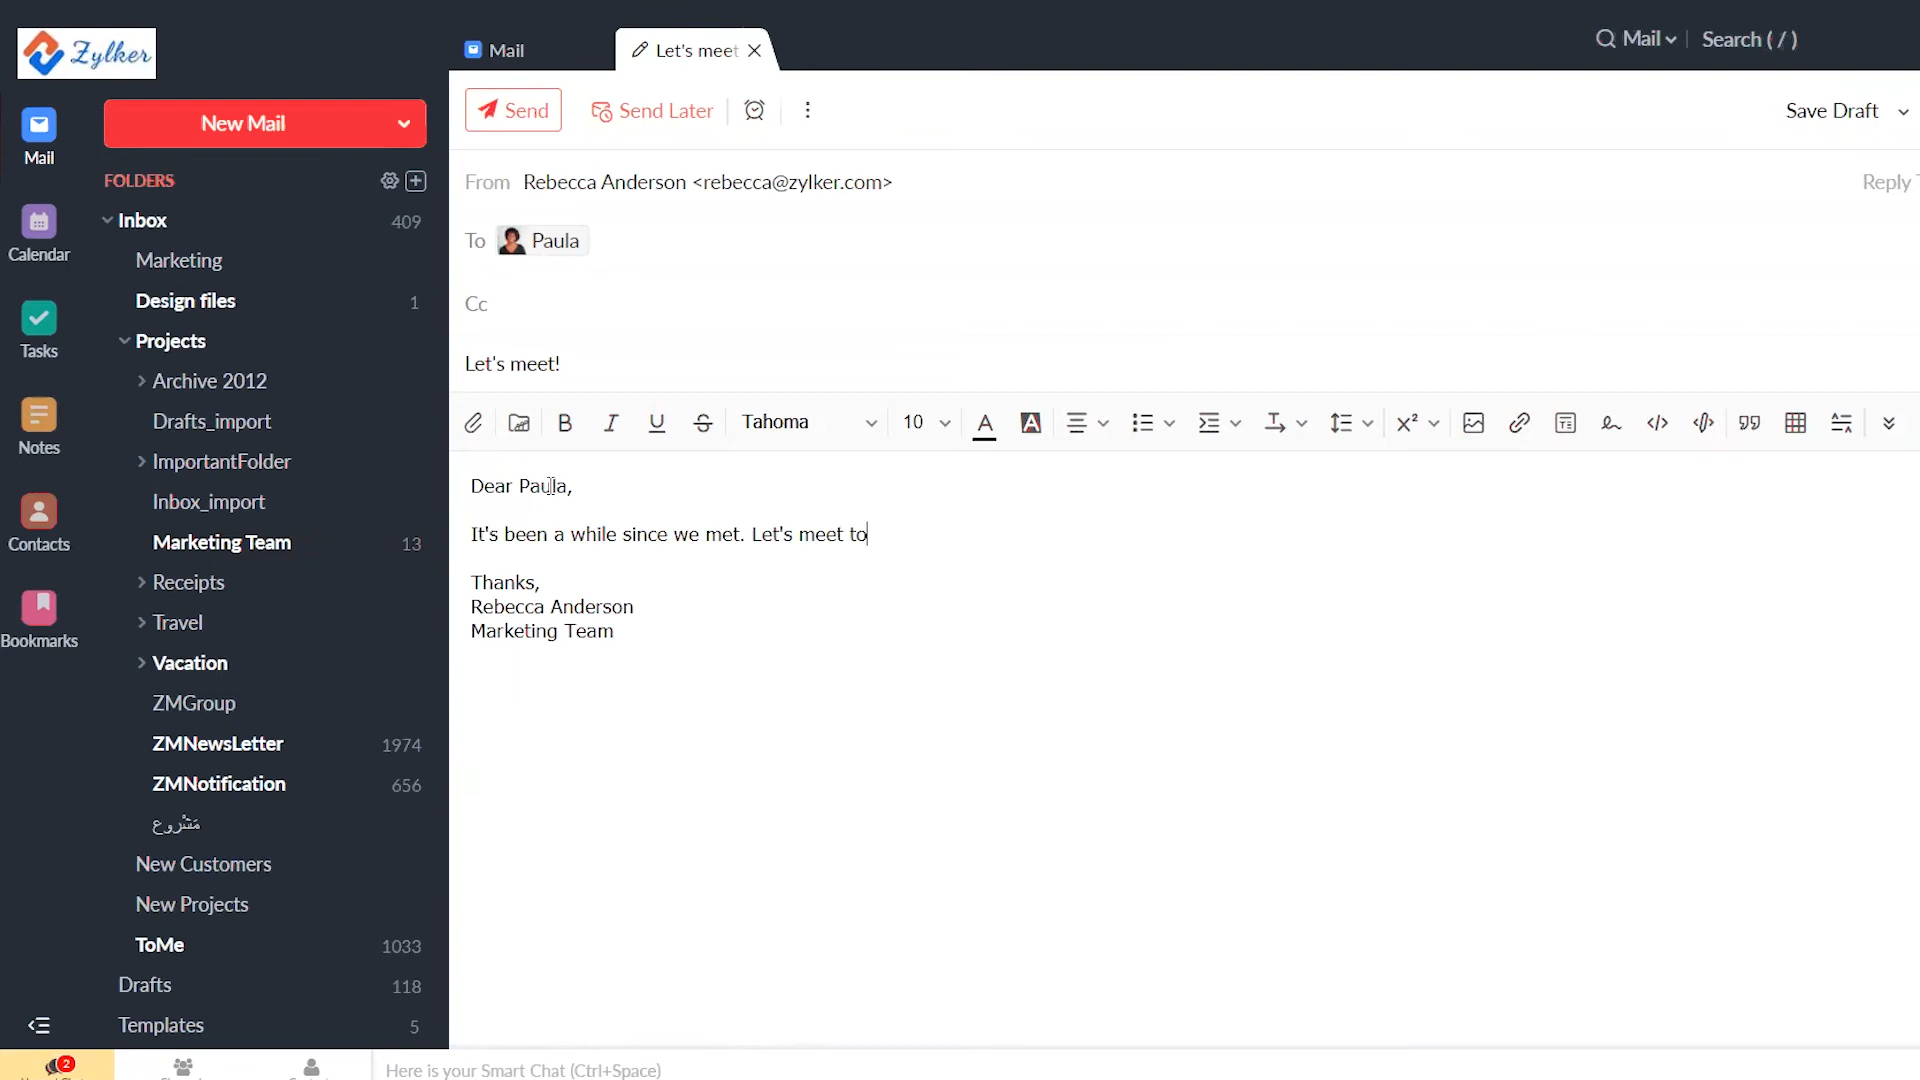 Zylker
Mail
Let's meet
Mail
Search ( / )
Mail
Calendar
Tasks
Notes
Contacts
Bookmarks
New Mail
FOLDERS
Inbox 409
Marketing
Design files 1
Projects
Archive 2012
Drafts_import
ImportantFolder
Inbox_import
Marketing Team 13
Receipts
Travel
Vacation
ZMGroup
ZMNewsLetter 1974
ZMNotification 656
مَشْروع
New Customers
New Projects
ToMe 1033
Drafts 118
Templates 5
Send
Send Later
Save Draft
From Rebecca Anderson <rebecca@zylker.com>
Reply
To Paula
Cc
Let's meet!
B I U S Tahoma 10 A A X²
Dear Paula,
It's been a while since we met. Let's meet to
Thanks,
Rebecca Anderson
Marketing Team
2
Here is your Smart Chat (Ctrl+Space)